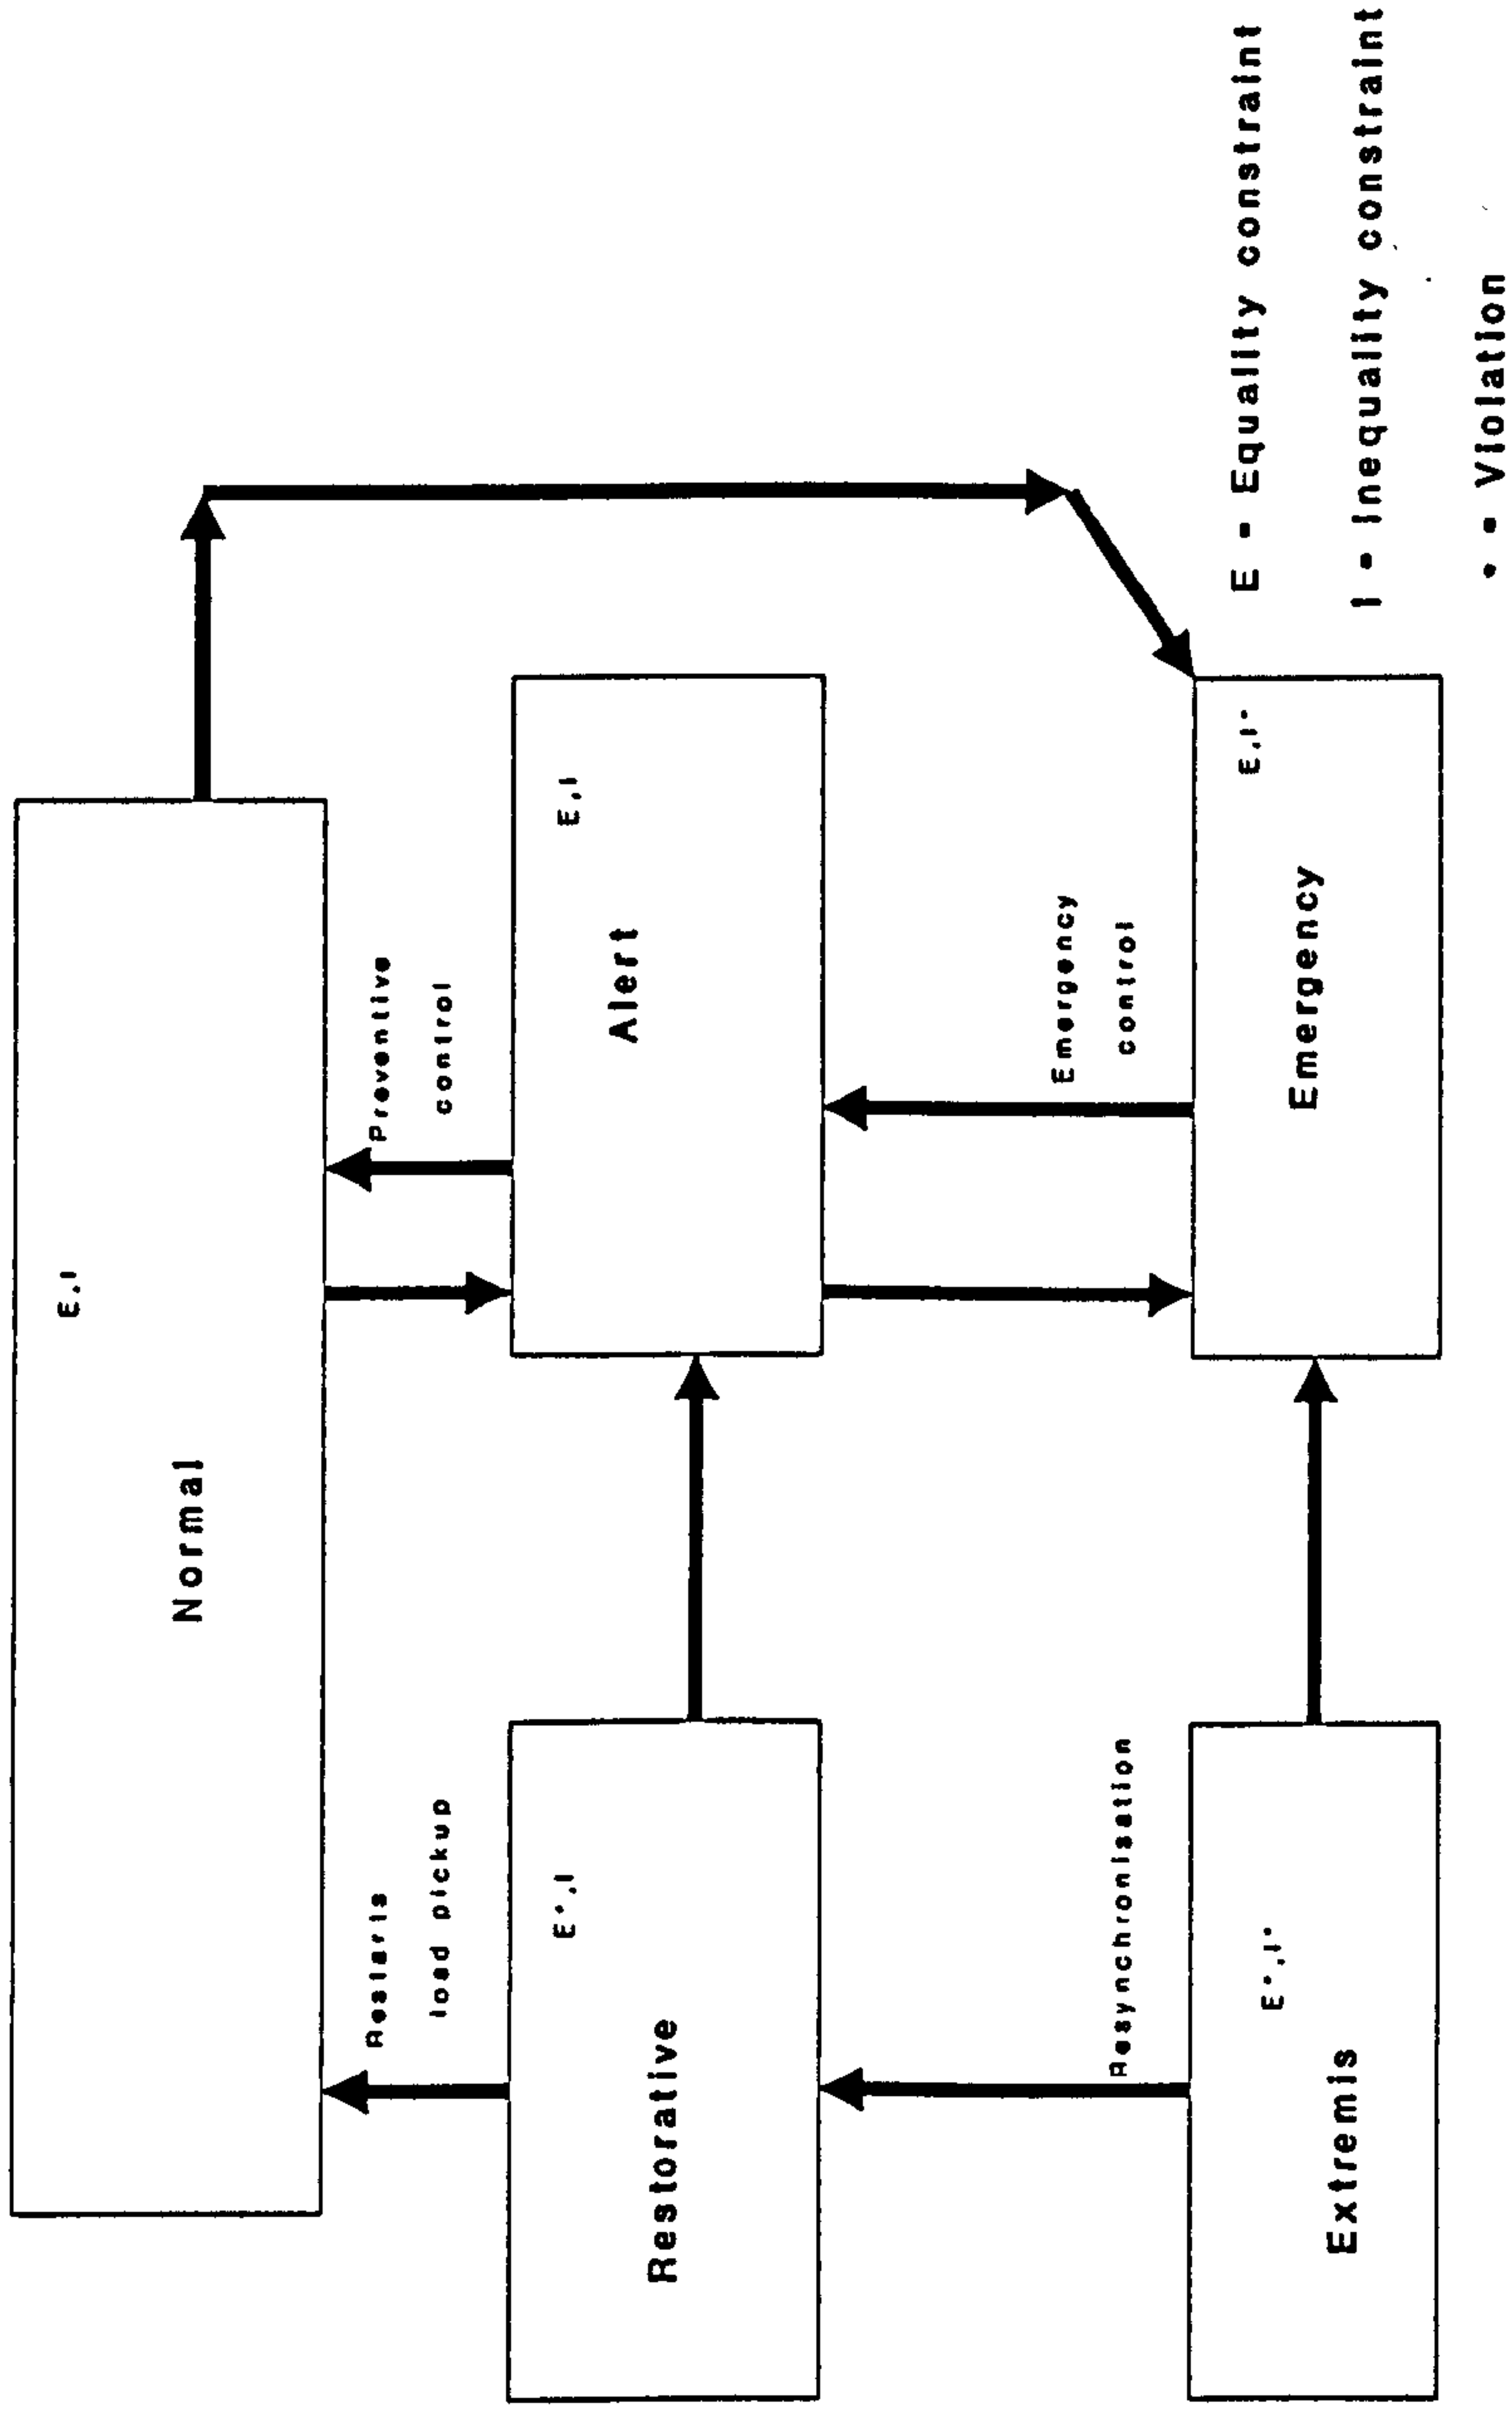 E,I
Normal
Restarts
load pickup
Preventive
control
E*,I
Restorative
E,I
Alert
Resynchronisation
Emergency
control
E*,I*
Extremis
E,I*
Emergency
E - Equality constraint
I - Inequality constraint
* - Violation